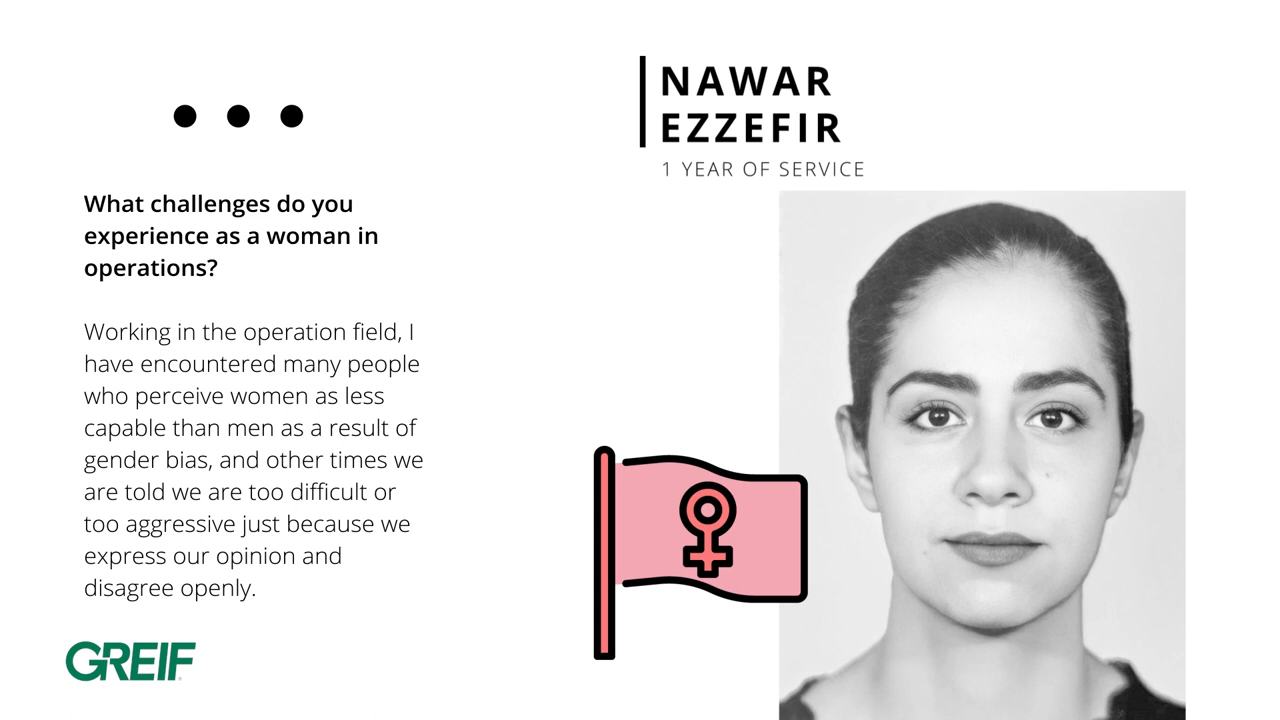 NAWAR
EZZEFIR
1 YEAR OF SERVICE
What challenges do you
experience as a woman in
operations?
Working in the operation field, I
have encountered many people
who perceive women as less
capable than men as a result of
gender bias, and other times we
are told we are too difficult or
too aggressive just because we
express our opinion and
disagree openly.
GREIF